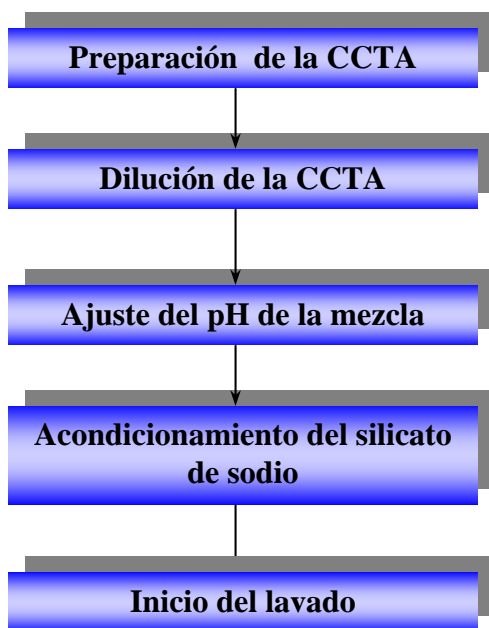 Preparación de la CCTA
Dilución de la CCTA
Ajuste del pH de la mezcla
Acondicionamiento del silicato
de sodio
Inicio del lavado